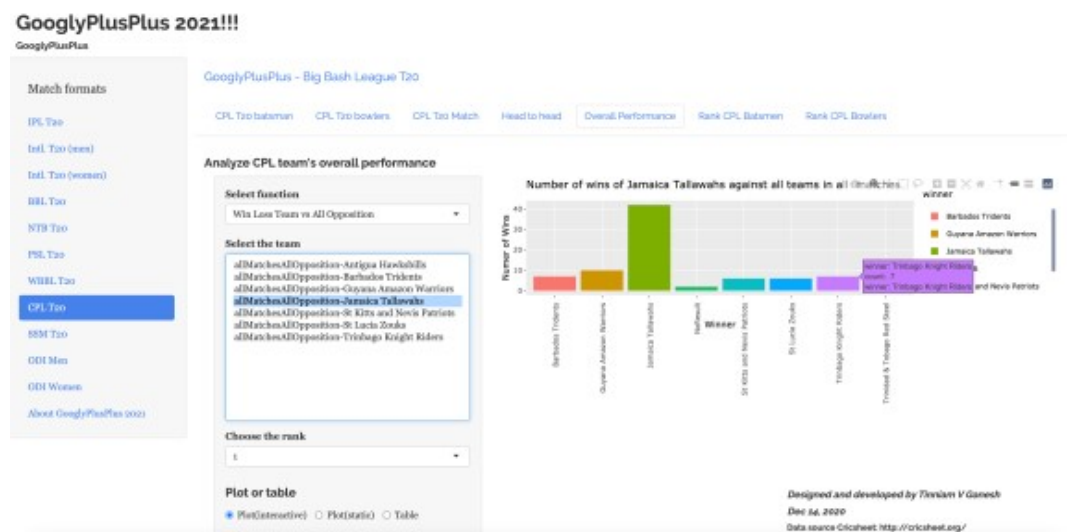 GooglyPlusPlus 2021!!!
GooglyPlusPlus
Match formats
IPL T20
Intl. T20 (men)
Intl. T20 (women)
BBL T20
NTB T20
PSL T20
WBBL T20
CPL T20
SSM T20
ODI Men
ODI Women
About GooglyPlusPlus 2021
GooglyPlusPlus - Big Bash League T20
CPL T20 batsman
CPL T20 bowlers
CPL T20 Match
Head to head
Overall Performance
Rank CPL Batsmen
Rank CPL Bowlers
Analyze CPL team's overall performance
Select function
Win Loss Team vs All Opposition
Select the team
allMatchesAllOpposition-Antigua Hawksbills
allMatchesAllOpposition-Barbados Tridents
allMatchesAllOpposition-Guyana Amazon Warriors
allMatchesAllOpposition-Jamaica Tallawahs
allMatchesAllOpposition-St Kitts and Nevis Patriots
allMatchesAllOpposition-St Lucia Zouks
allMatchesAllOpposition-Trinbago Knight Riders
Choose the rank
1
Plot or table
Plot(interactive)
Plot(static)
Table
Number of wins of Jamaica Tallawahs against all teams in all matches
Numer of Wins
40
30
20
10
0
Barbados Tridents
Guyana Amazon Warriors
Jamaica Tallawahs
NoResult
St Kitts and Nevis Patriots
St Lucia Zouks
Trinbago Knight Riders
Trinidad & Tobago Red Steel
Winner
winner
Barbados Tridents
Guyana Amazon Warriors
Jamaica Tallawahs
and Nevis Patriots
winner: Trinbago Knight Riders
count: 7
winner: Trinbago Knight Riders
Designed and developed by Tinniam V Ganesh
Dec 14, 2020
Data source Cricsheet: http://cricsheet.org/